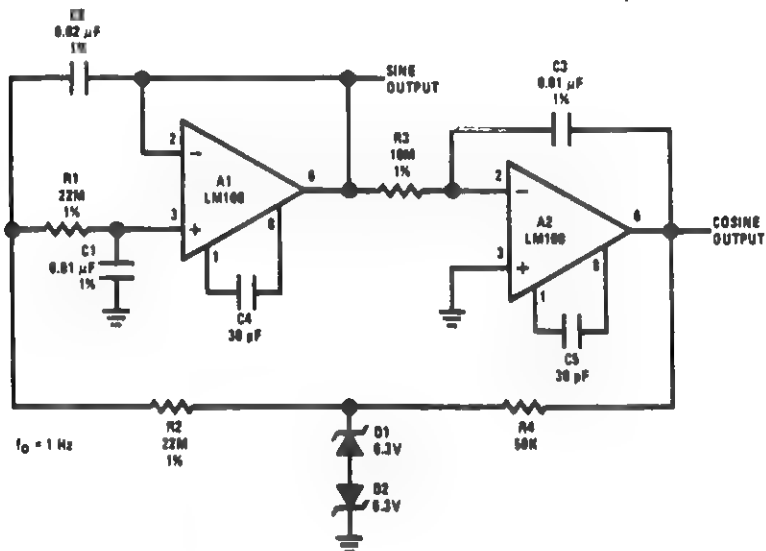 0.02 µF
1%
SINE
OUTPUT
C3
0.01 µF
1%
R3
10M
1%
2
A1
LM108
6
2
A2
LM108
6
COSINE
OUTPUT
R1
22M
1%
3
8
1
C1
0.01 µF
1%
C4
30 pF
3
8
1
C5
30 pF
R2
22M
1%
D1
6.3V
D2
6.3V
R4
50K
f₀ = 1 Hz